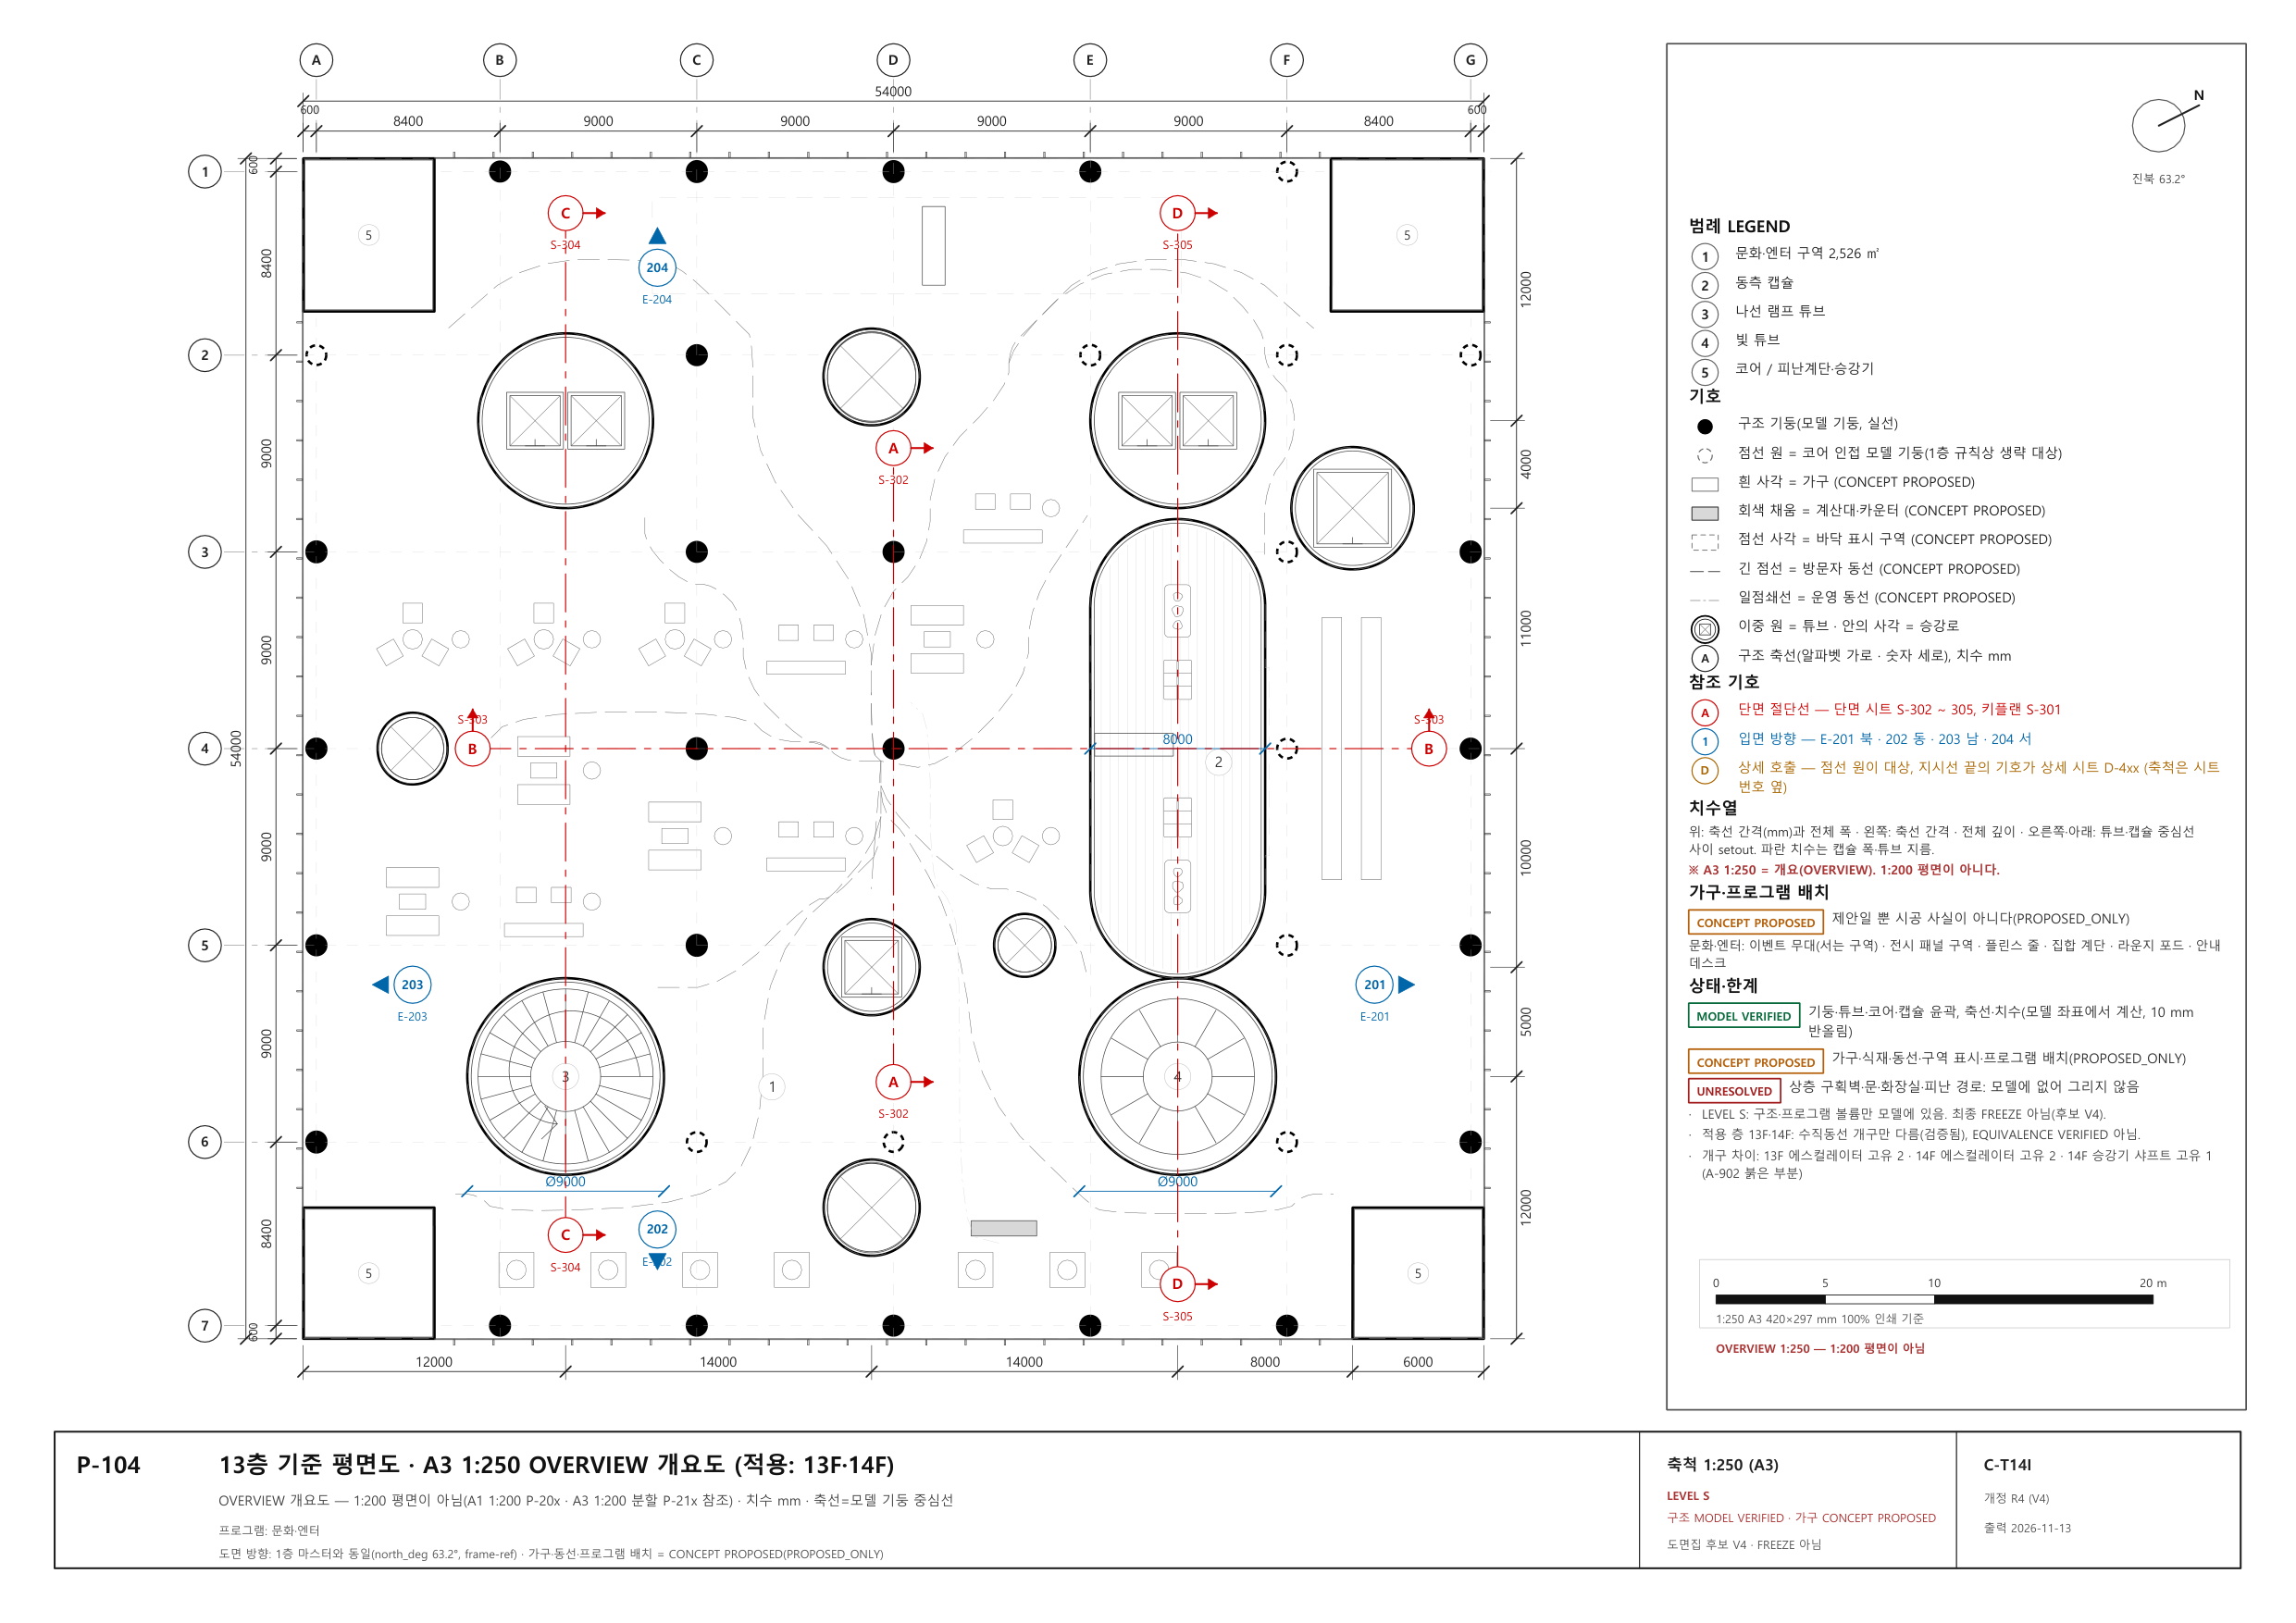 A B C D E F G
54000
600 8400 9000 9000 9000 9000 8400 600
1
2
3
4
5
6
7
600
8400
9000
9000
9000
9000
8400
600
54000
12000
4000
11000
10000
5000
12000
12000 14000 14000 8000 6000
5
5
C
S-304
204
E-204
D
S-305
A
S-302
S-303
B
8000
2
S-303
B
203
E-203
201
E-201
3
1
A
S-302
4
Ø9000
Ø9000
C
S-304
202
E-202
5
D
S-305
5
N
진북 63.2°
범례 LEGEND
1 문화·엔터 구역 2,526 ㎡
2 동측 캡슐
3 나선 램프 튜브
4 빛 튜브
5 코어 / 피난계단·승강기
기호
구조 기둥(모델 기둥, 실선)
점선 원 = 코어 인접 모델 기둥(1층 규칙상 생략 대상)
흰 사각 = 가구 (CONCEPT PROPOSED)
회색 채움 = 계산대·카운터 (CONCEPT PROPOSED)
점선 사각 = 바닥 표시 구역 (CONCEPT PROPOSED)
긴 점선 = 방문자 동선 (CONCEPT PROPOSED)
일점쇄선 = 운영 동선 (CONCEPT PROPOSED)
이중 원 = 튜브 · 안의 사각 = 승강로
A 구조 축선(알파벳 가로 · 숫자 세로), 치수 mm
참조 기호
A 단면 절단선 — 단면 시트 S-302 ~ 305, 키플랜 S-301
1 입면 방향 — E-201 북 · 202 동 · 203 남 · 204 서
D 상세 호출 — 점선 원이 대상, 지시선 끝의 기호가 상세 시트 D-4xx (축척은 시트
번호 옆)
치수열
위: 축선 간격(mm)과 전체 폭 · 왼쪽: 축선 간격 · 전체 깊이 · 오른쪽·아래: 튜브·캡슐 중심선
사이 setout. 파란 치수는 캡슐 폭·튜브 지름.
※ A3 1:250 = 개요(OVERVIEW). 1:200 평면이 아니다.
가구·프로그램 배치
CONCEPT PROPOSED 제안일 뿐 시공 사실이 아니다(PROPOSED_ONLY)
문화·엔터: 이벤트 무대(서는 구역) · 전시 패널 구역 · 플린스 줄 · 집합 계단 · 라운지 포드 · 안내
데스크
상태·한계
MODEL VERIFIED 기둥·튜브·코어·캡슐 윤곽, 축선·치수(모델 좌표에서 계산, 10 mm
반올림)
CONCEPT PROPOSED 가구·식재·동선·구역 표시·프로그램 배치(PROPOSED_ONLY)
UNRESOLVED 상층 구획벽·문·화장실·피난 경로: 모델에 없어 그리지 않음
· LEVEL S: 구조·프로그램 볼륨만 모델에 있음. 최종 FREEZE 아님(후보 V4).
· 적용 층 13F·14F: 수직동선 개구만 다름(검증됨), EQUIVALENCE VERIFIED 아님.
· 개구 차이: 13F 에스컬레이터 고유 2 · 14F 에스컬레이터 고유 2 · 14F 승강기 샤프트 고유 1
(A-902 붉은 부분)
0 5 10 20 m
1:250 A3 420×297 mm 100% 인쇄 기준
OVERVIEW 1:250 — 1:200 평면이 아님
P-104
13층 기준 평면도 · A3 1:250 OVERVIEW 개요도 (적용: 13F·14F)
OVERVIEW 개요도 — 1:200 평면이 아님(A1 1:200 P-20x · A3 1:200 분할 P-21x 참조) · 치수 mm · 축선=모델 기둥 중심선
프로그램: 문화·엔터
도면 방향: 1층 마스터와 동일(north_deg 63.2°, frame-ref) · 가구·동선·프로그램 배치 = CONCEPT PROPOSED(PROPOSED_ONLY)
축척 1:250 (A3)
LEVEL S
구조 MODEL VERIFIED · 가구 CONCEPT PROPOSED
도면집 후보 V4 · FREEZE 아님
C-T14I
개정 R4 (V4)
출력 2026-11-13